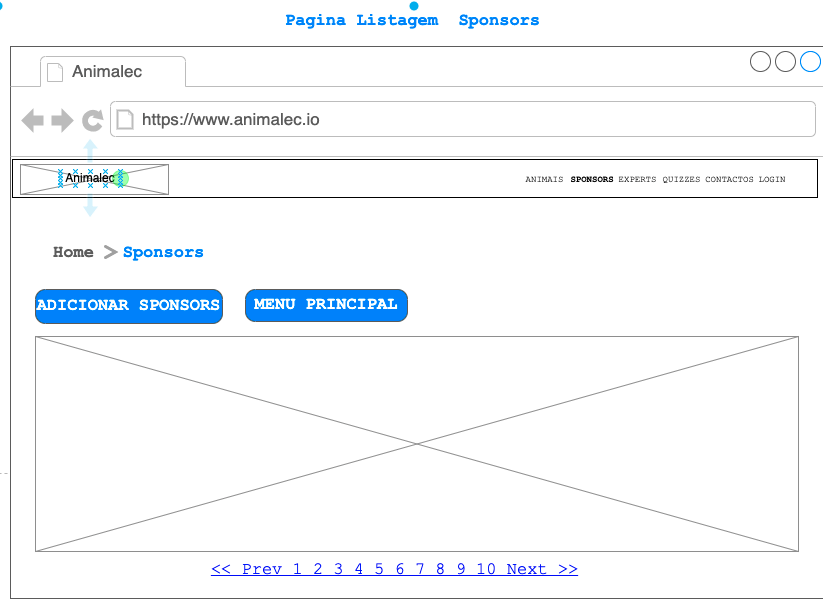 Pagina Listagem Sponsors
Animalec
https://www.animalec.io
Animalec
ANIMAIS SPONSORS EXPERTS QUIZZES CONTACTOS LOGIN
Home > Sponsors
ADICIONAR SPONSORS
MENU PRINCIPAL
<< Prev 1 2 3 4 5 6 7 8 9 10 Next >>